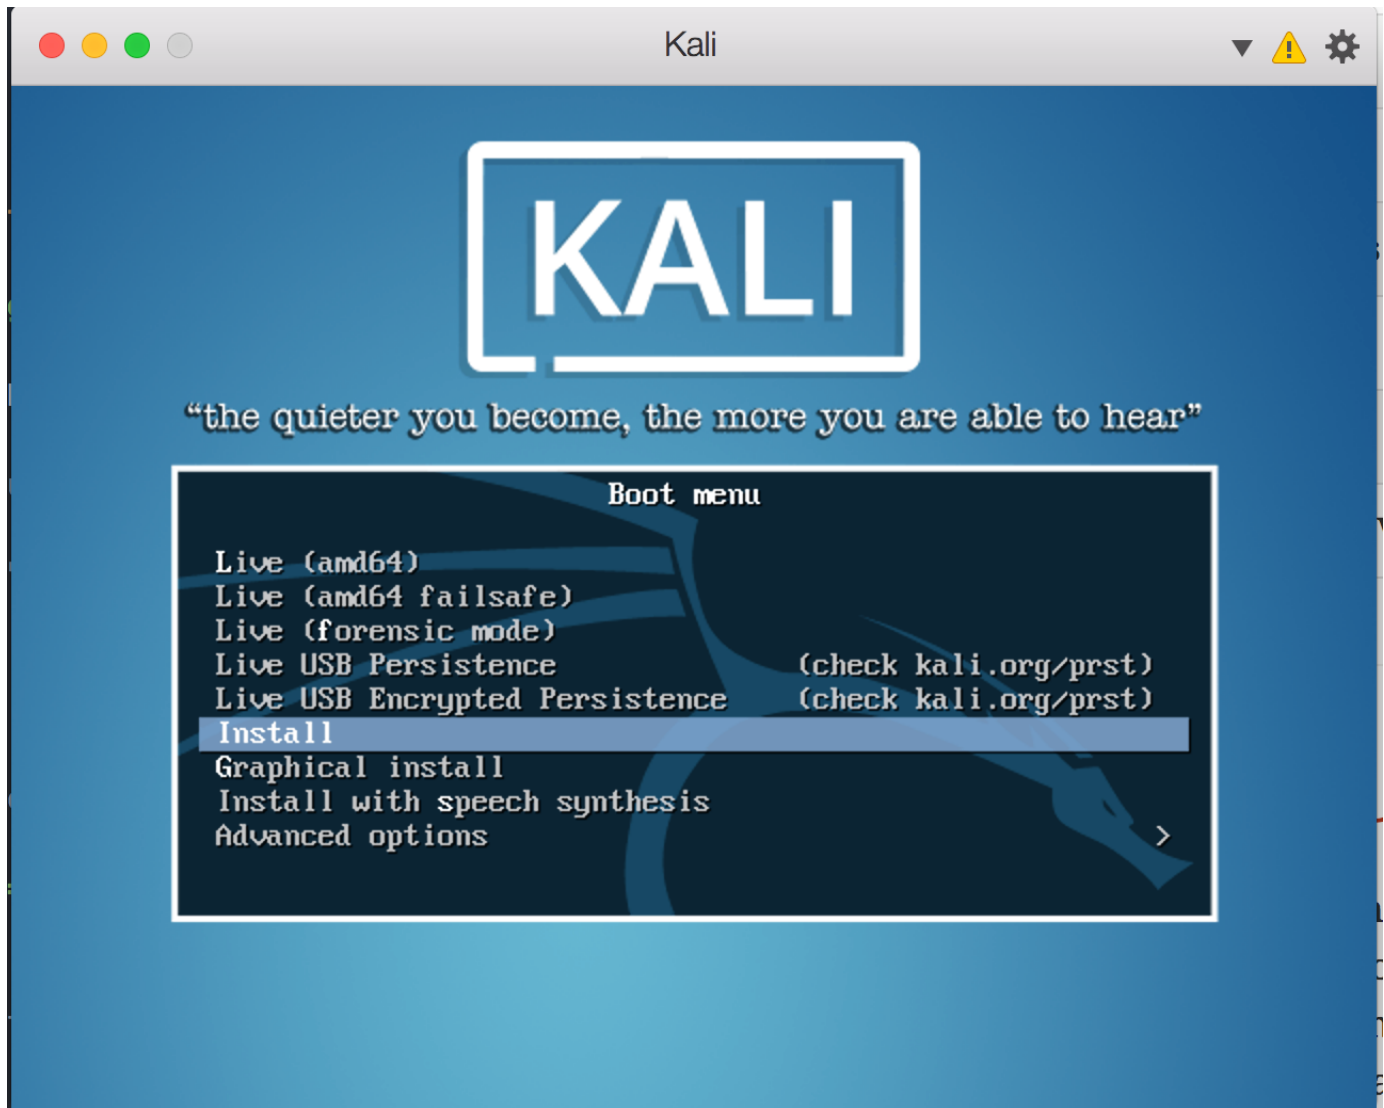 Kali
KALI
“the quieter you become, the more you are able to hear”
Boot menu
Live (amd64)
Live (amd64 failsafe)
Live (forensic mode)
Live USB Persistence (check kali.org/prst)
Live USB Encrypted Persistence (check kali.org/prst)
Install
Graphical install
Install with speech synthesis
Advanced options >